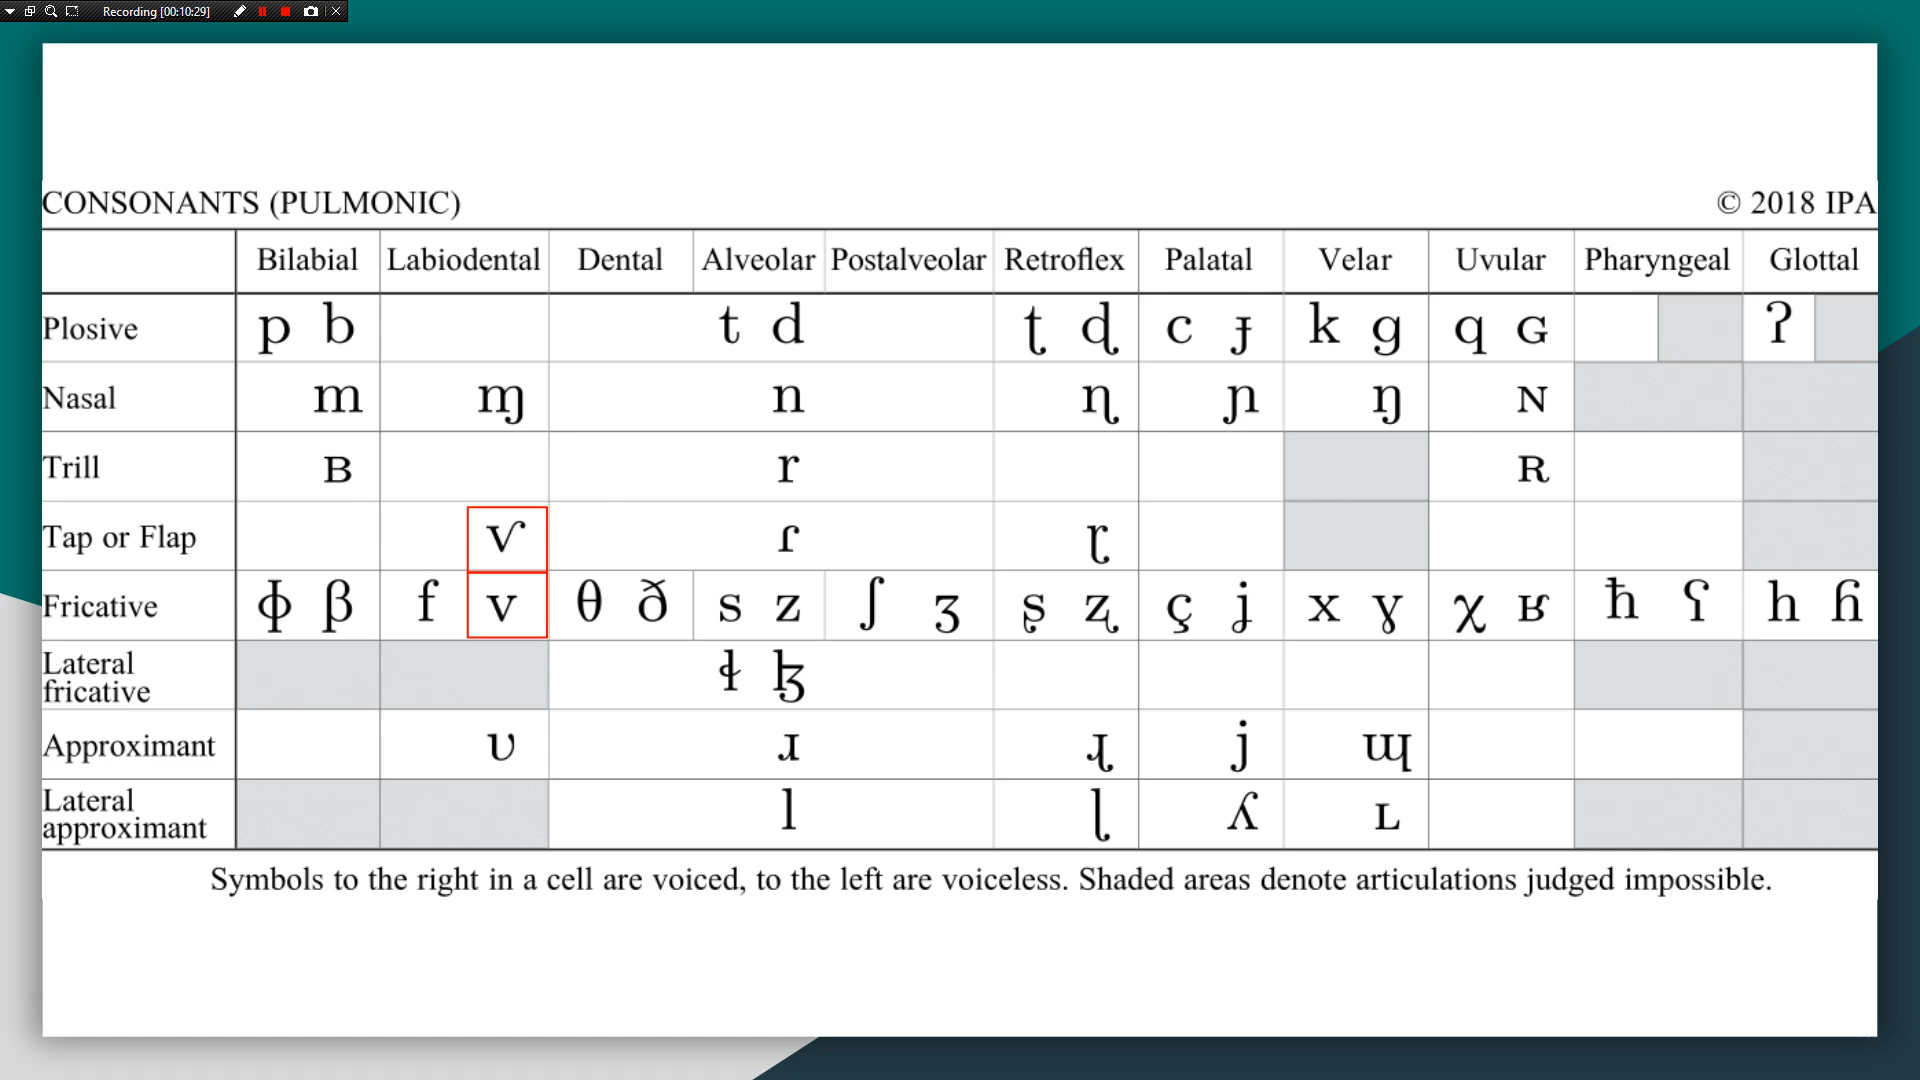 Recording [00:10:29]
CONSONANTS (PULMONIC) © 2018 IPA
Bilabial Labiodental Dental Alveolar Postalveolar Retroflex Palatal Velar Uvular Pharyngeal Glottal
Plosive p b t d ʈ ɖ c ɟ k ɡ q ɢ ʔ
Nasal m ɱ n ɳ ɲ ŋ ɴ
Trill ʙ r ʀ
Tap or Flap ⱱ ɾ ɽ
Fricative ɸ β f v θ ð s z ʃ ʒ ʂ ʐ ç ʝ x ɣ χ ʁ ħ ʕ h ɦ
Lateral
fricative ɬ ɮ
Approximant ʋ ɹ ɻ j ɰ
Lateral
approximant l ɭ ʎ ʟ
Symbols to the right in a cell are voiced, to the left are voiceless. Shaded areas denote articulations judged impossible.